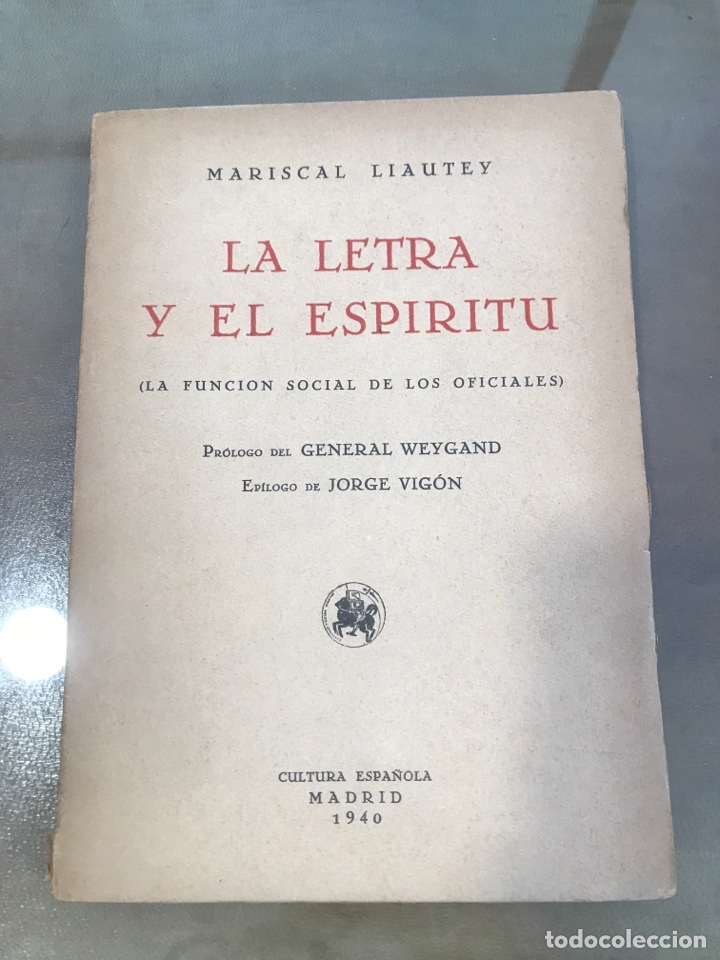 MARISCAL LIAUTEY
LA LETRA
Y EL ESPIRITU
(LA FUNCION SOCIAL DE LOS OFICIALES)
PRÓLOGO DEL GENERAL WEYGAND
EPÍLOGO DE JORGE VIGÓN
CULTURA ESPAÑOLA
MADRID
1940
todocoleccion